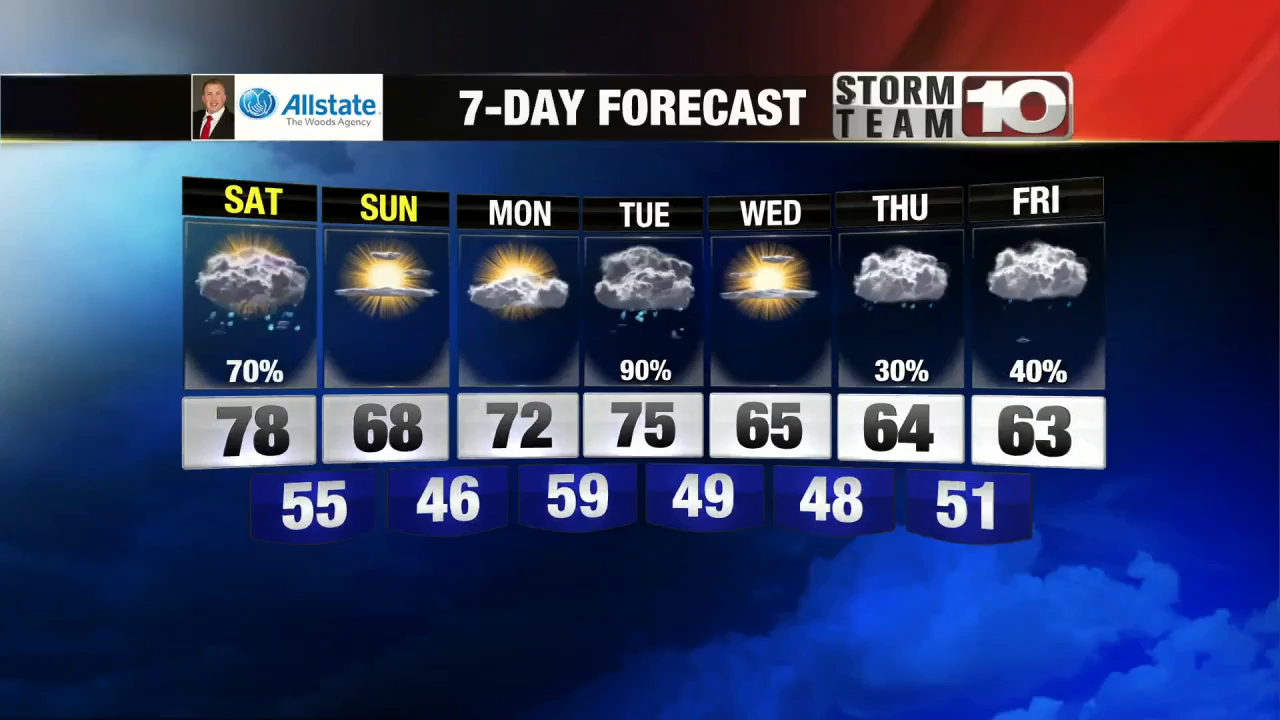 Allstate
The Woods Agency
7-DAY FORECAST
STORM
TEAM
10
SAT SUN MON TUE WED THU FRI
70% 90% 30% 40%
78 68 72 75 65 64 63
55 46 59 49 48 51